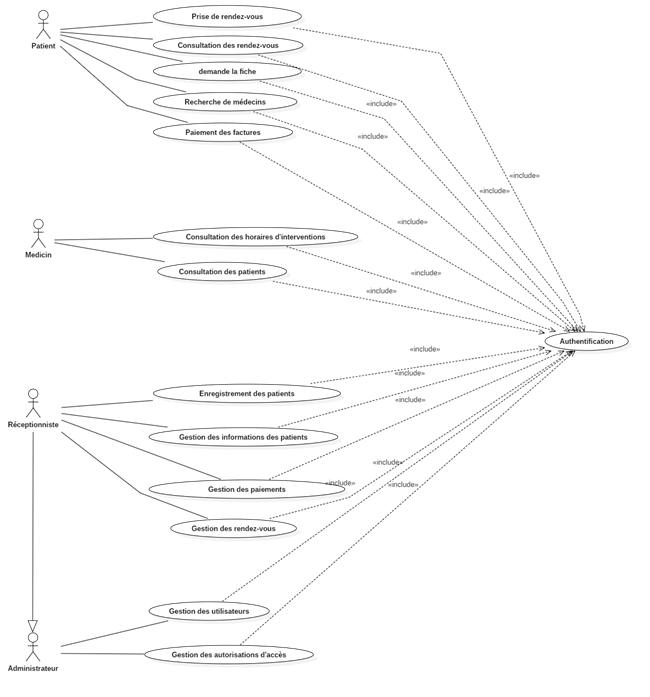 Prise de rendez-vous
Patient
Consultation des rendez-vous
demande la fiche
Recherche de médecins
«include»
Paiement des factures
«include»
«include»
«include»
«include»
Medicin
Consultation des horaires d'interventions
Consultation des patients
«include»
«include»
Authentification
«include»
«include»
Enregistrement des patients
«include»
Réceptionniste
Gestion des informations des patients
«include»
«include»
«include»
Gestion des paiements
Gestion des rendez-vous
Gestion des utilisateurs
Gestion des autorisations d'accès
Administrateur